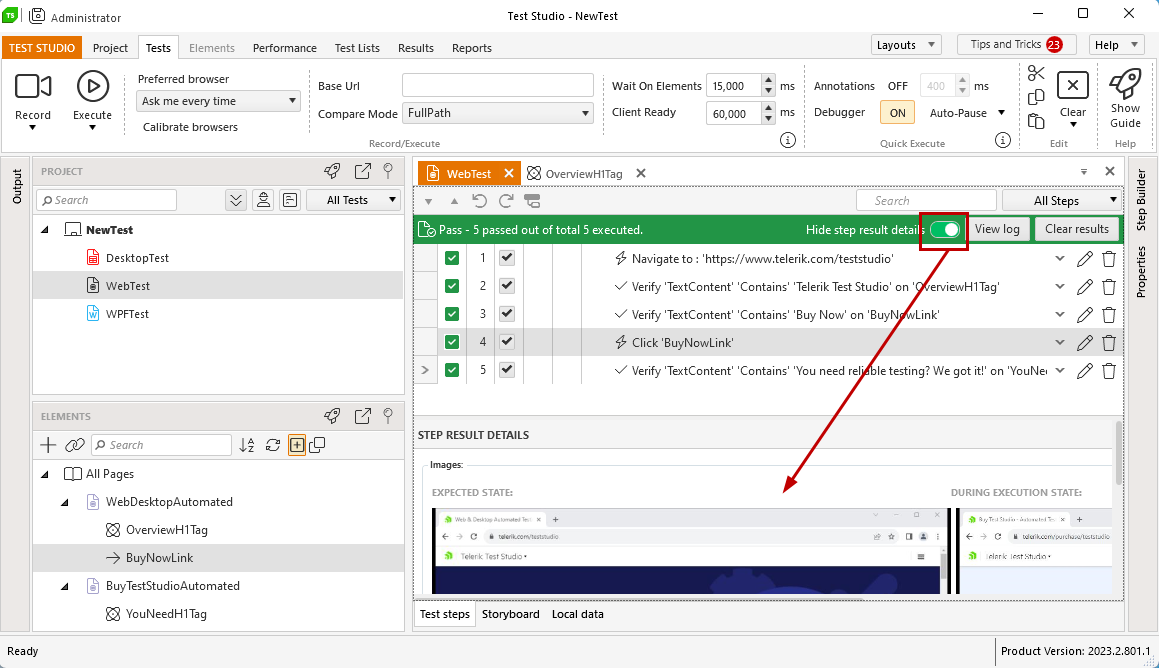 TS
Administrator
Test Studio - NewTest
TEST STUDIO
Project
Tests
Elements
Performance
Test Lists
Results
Reports
Layouts
Tips and Tricks 23
Help
Record
Execute
Preferred browser
Ask me every time
Calibrate browsers
Base Url
Compare Mode FullPath
Record/Execute
Wait On Elements 15,000 ms
Client Ready 60,000 ms
Annotations OFF 400 ms
Debugger ON Auto-Pause
Quick Execute
Clear
Edit
Show
Guide
Help
Output
PROJECT
Search
All Tests
NewTest
DesktopTest
WebTest
WPFTest
ELEMENTS
Search
All Pages
WebDesktopAutomated
OverviewH1Tag
BuyNowLink
BuyTestStudioAutomated
YouNeedH1Tag
WebTest
OverviewH1Tag
Search
All Steps
Pass - 5 passed out of total 5 executed.
Hide step result details
View log
Clear results
1 Navigate to : 'https://www.telerik.com/teststudio'
2 Verify 'TextContent' 'Contains' 'Telerik Test Studio' on 'OverviewH1Tag'
3 Verify 'TextContent' 'Contains' 'Buy Now' on 'BuyNowLink'
4 Click 'BuyNowLink'
5 Verify 'TextContent' 'Contains' 'You need reliable testing? We got it!' on 'YouNee
STEP RESULT DETAILS
Images:
EXPECTED STATE:
DURING EXECUTION STATE:
Web & Desktop Automated Tes
telerik.com/teststudio
Telerik Test Studio
Buy Test Studio - Automated Tes
telerik.com/purchase/teststudio
Telerik Test Studio
Test steps
Storyboard
Local data
Step Builder
Properties
Ready
Product Version: 2023.2.801.1